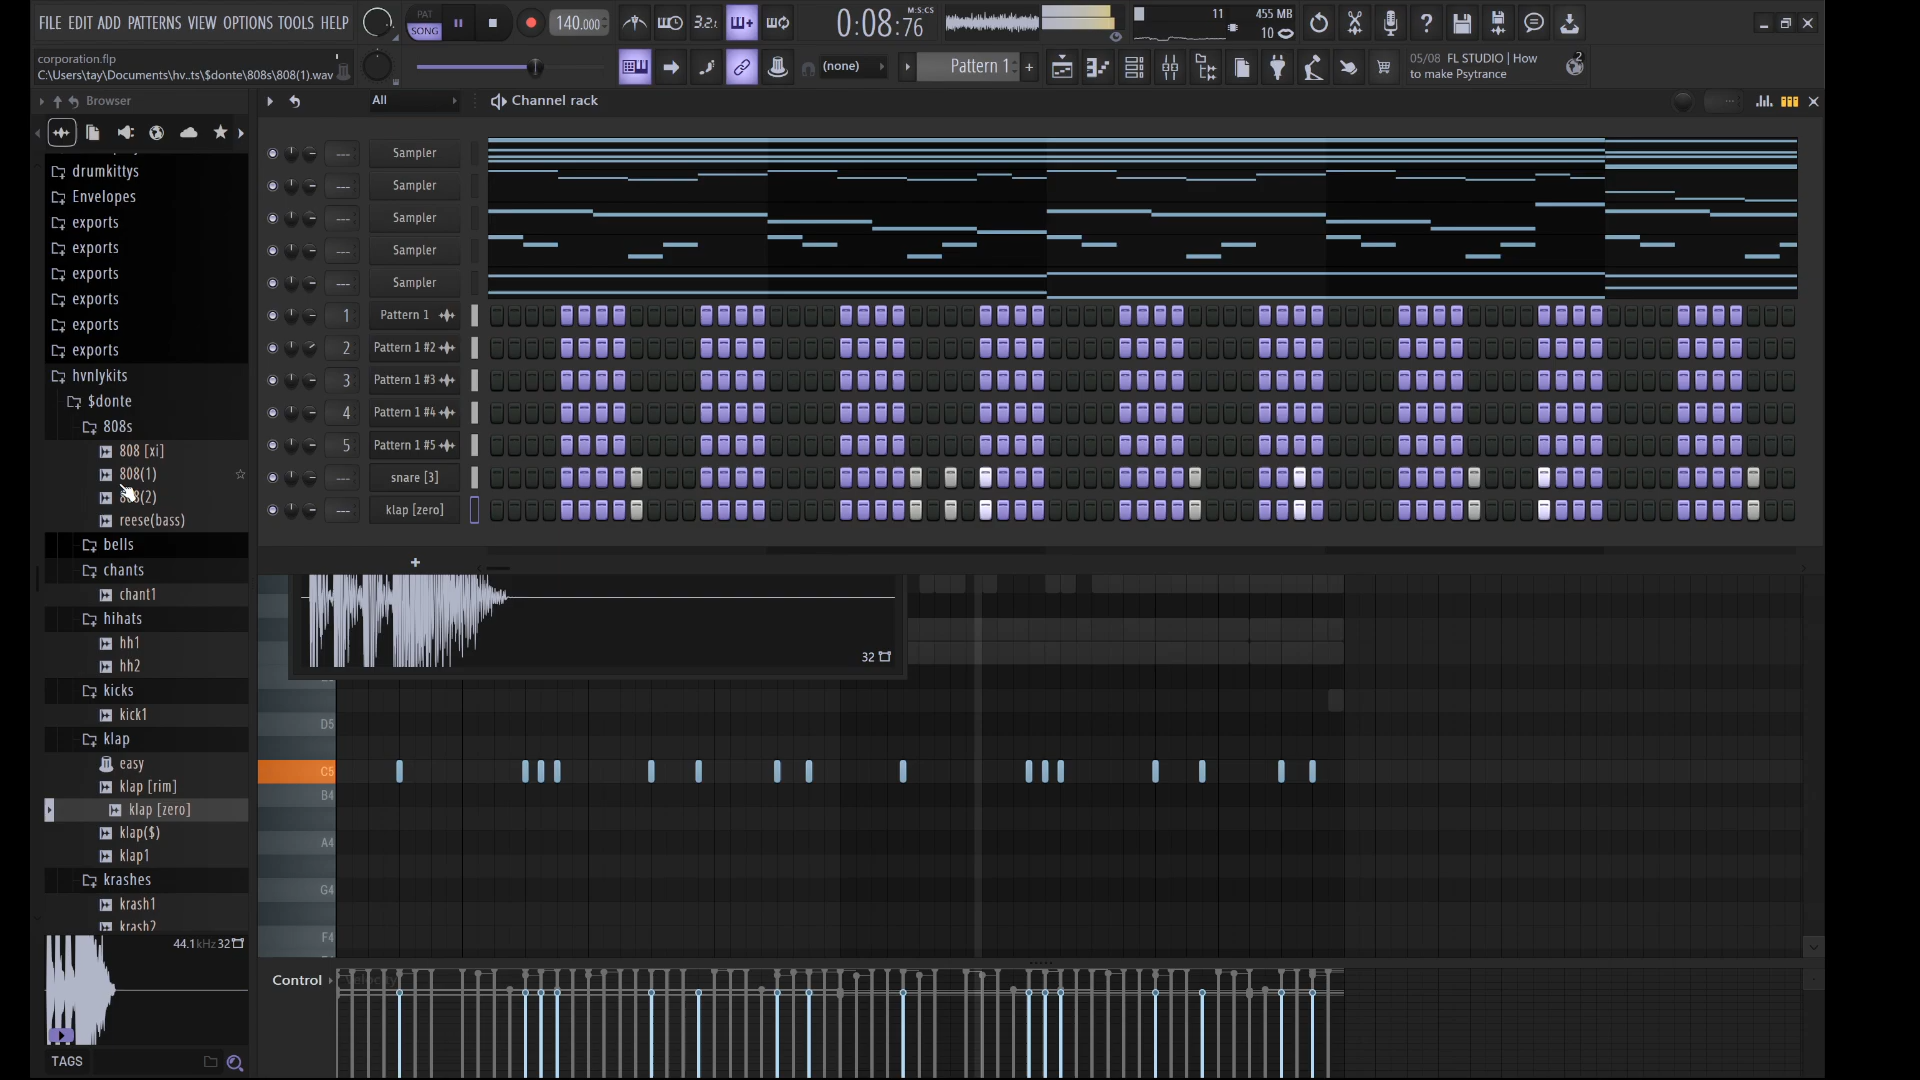 FILE EDIT ADD PATTERNS VIEW OPTIONS TOOLS HELP
PAT
SONG
140.000
3.2.
0:08:76
M:S:CS
11
455 MB
10
corporation.flp
C:\Users\tay\Documents\hv..ts\$donte\808s\808(1).wav
(none)
Pattern 1
+
05/08 FL STUDIO | How
to make Psytrance
2
Browser
All
Channel rack
drumkittys
Envelopes
exports
exports
exports
exports
exports
exports
hvnlykits
$donte
808s
808 [xi]
808(1)
reese(bass)
bells
chants
chant1
hihats
hh1
hh2
kicks
kick1
klap
easy
klap [rim]
klap [zero]
klap($)
klap1
krashes
krash1
krash2
44.1kHz 32
TAGS
--- Sampler
--- Sampler
--- Sampler
--- Sampler
--- Sampler
1 Pattern 1
2 Pattern 1 #2
3 Pattern 1 #3
4 Pattern 1 #4
5 Pattern 1 #5
--- snare [3]
--- klap [zero]
+
32
D5
C5
B4
A4
G4
F4
Control
Velocity